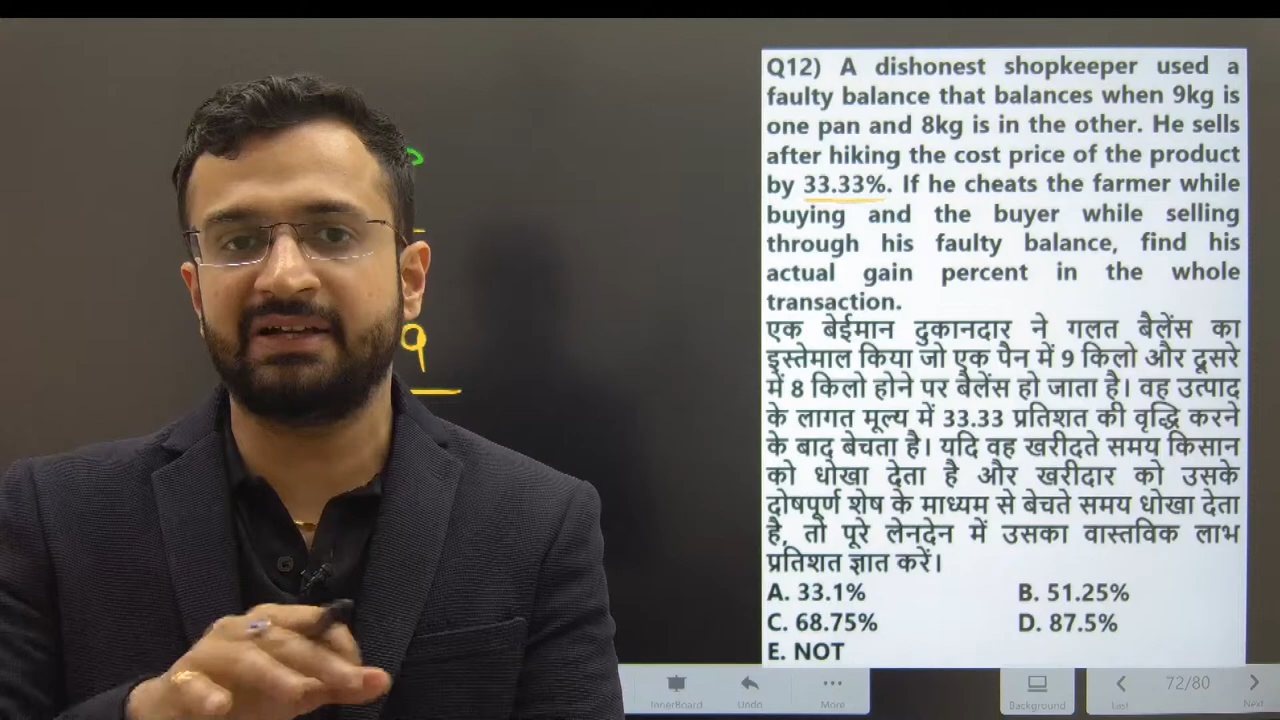 Q12) A dishonest shopkeeper used a
faulty balance that balances when 9kg is
one pan and 8kg is in the other. He sells
after hiking the cost price of the product
by 33.33%. If he cheats the farmer while
buying and the buyer while selling
through his faulty balance, find his
actual gain percent in the whole
transaction.
एक बेईमान दुकानदार ने गलत बैलेंस का
इस्तेमाल किया जो एक पैन में 9 किलो और दूसरे
में 8 किलो होने पर बैलेंस हो जाता है। वह उत्पाद
के लागत मूल्य में 33.33 प्रतिशत की वृद्धि करने
के बाद बेचता है। यदि वह खरीदते समय किसान
को धोखा देता है और खरीदार को उसके
दोषपूर्ण शेष के माध्यम से बेचते समय धोखा देता
है, तो पूरे लेनदेन में उसका वास्तविक लाभ
प्रतिशत ज्ञात करें।
A. 33.1% B. 51.25%
C. 68.75% D. 87.5%
E. NOT
9
InnerBoard Undo More Background Last 72/80 Next